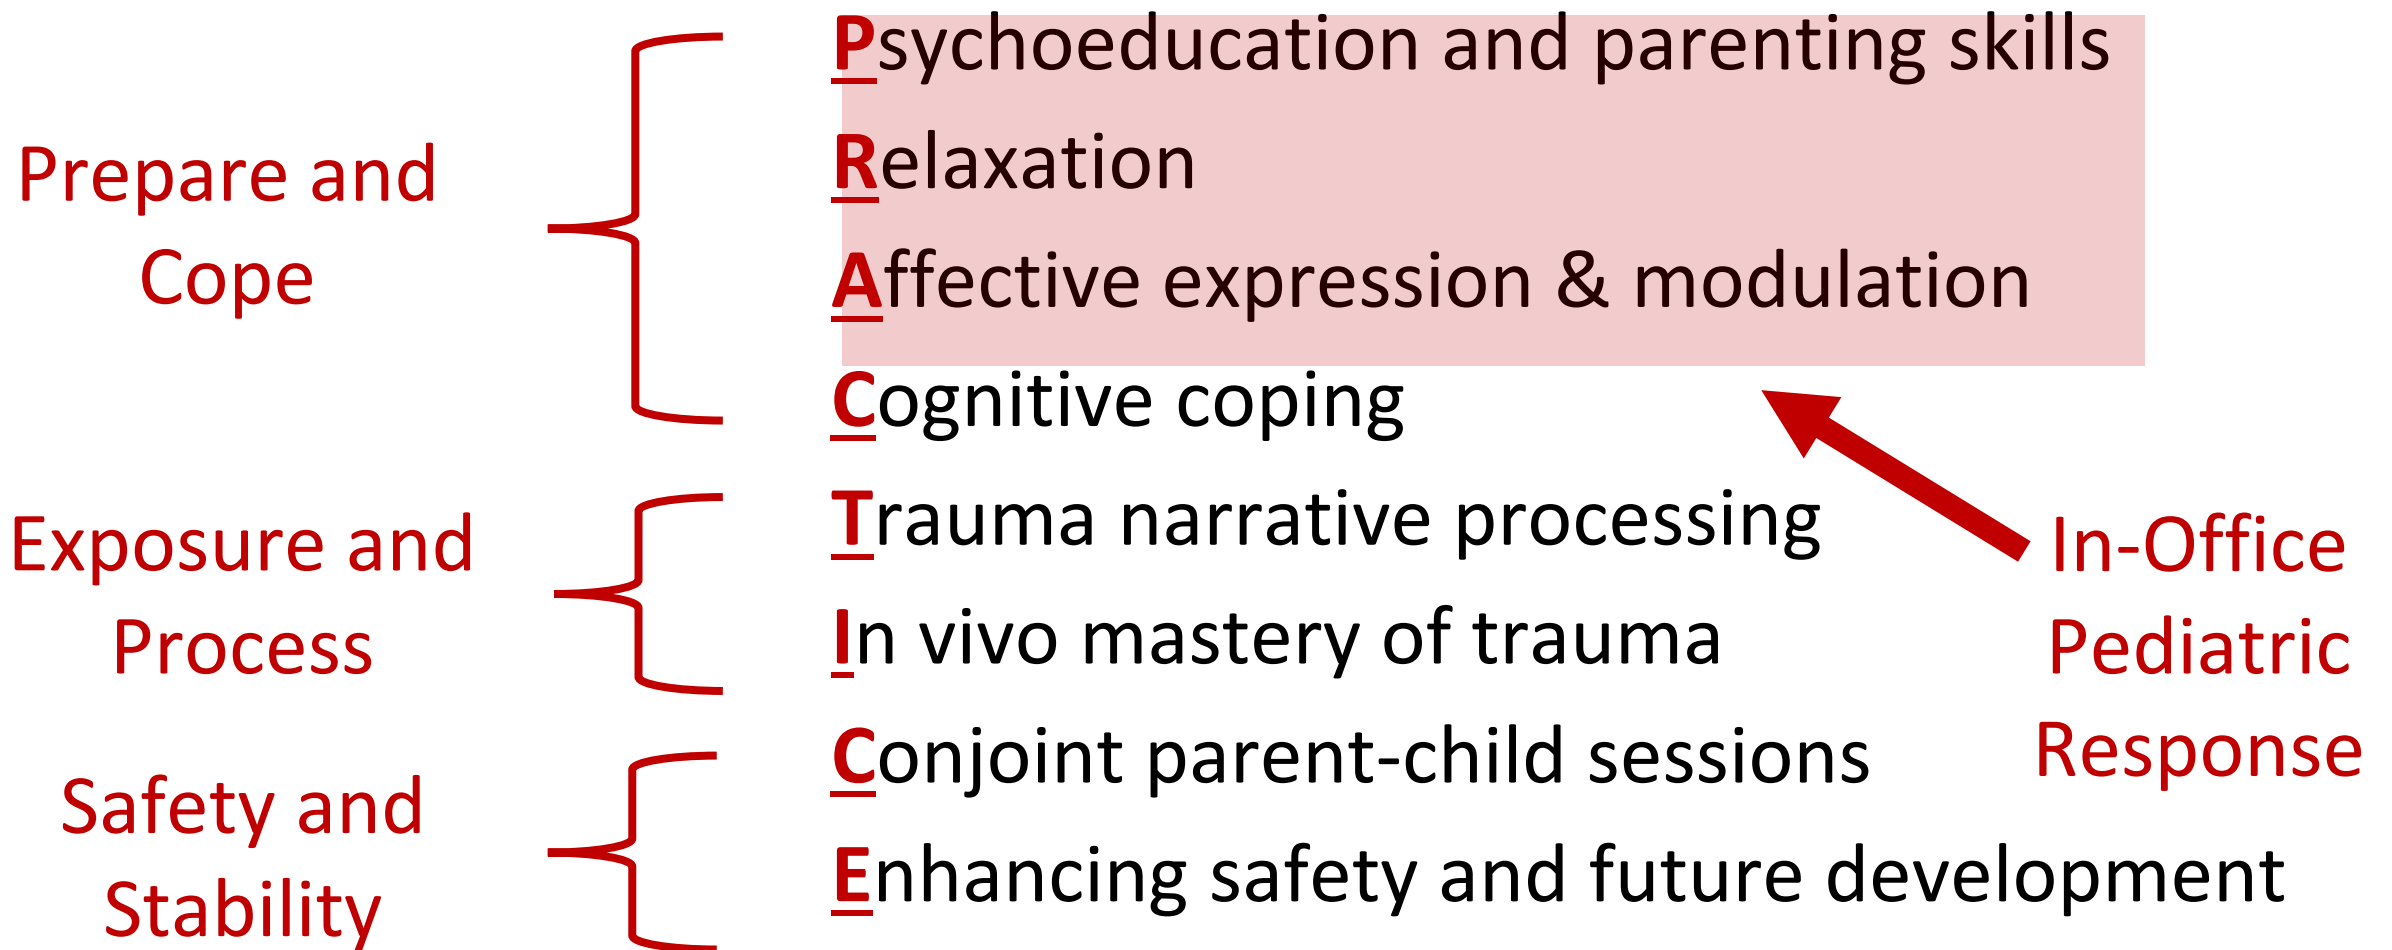 Prepare and
Cope
Psychoeducation and parenting skills
Relaxation
Affective expression & modulation
Cognitive coping
Exposure and
Process
Trauma narrative processing
In vivo mastery of trauma
Safety and
Stability
Conjoint parent-child sessions
Enhancing safety and future development
In-Office
Pediatric
Response